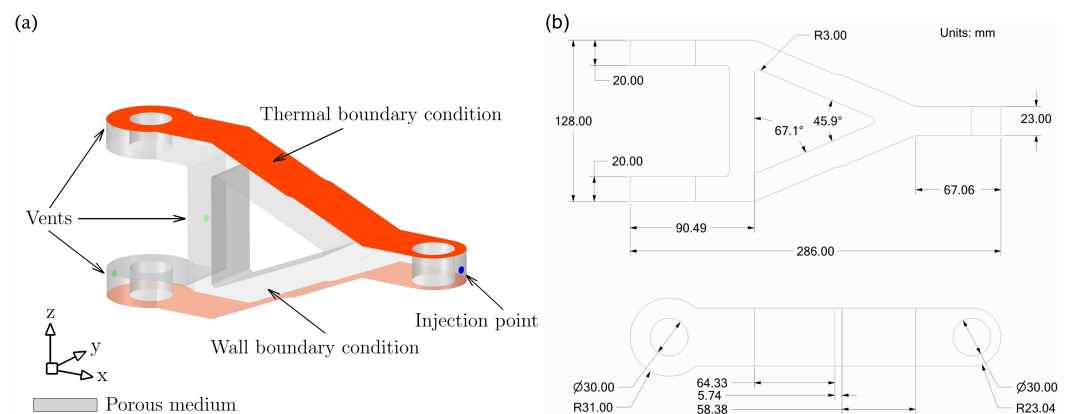 (a)
Thermal boundary condition
Vents
Injection point
Wall boundary condition
z
y
x
Porous medium
(b)
Units: mm
R3.00
20.00
128.00
67.1°
45.9°
23.00
20.00
67.06
90.49
286.00
Ø30.00
R31.00
64.33
5.74
58.38
Ø30.00
R23.04